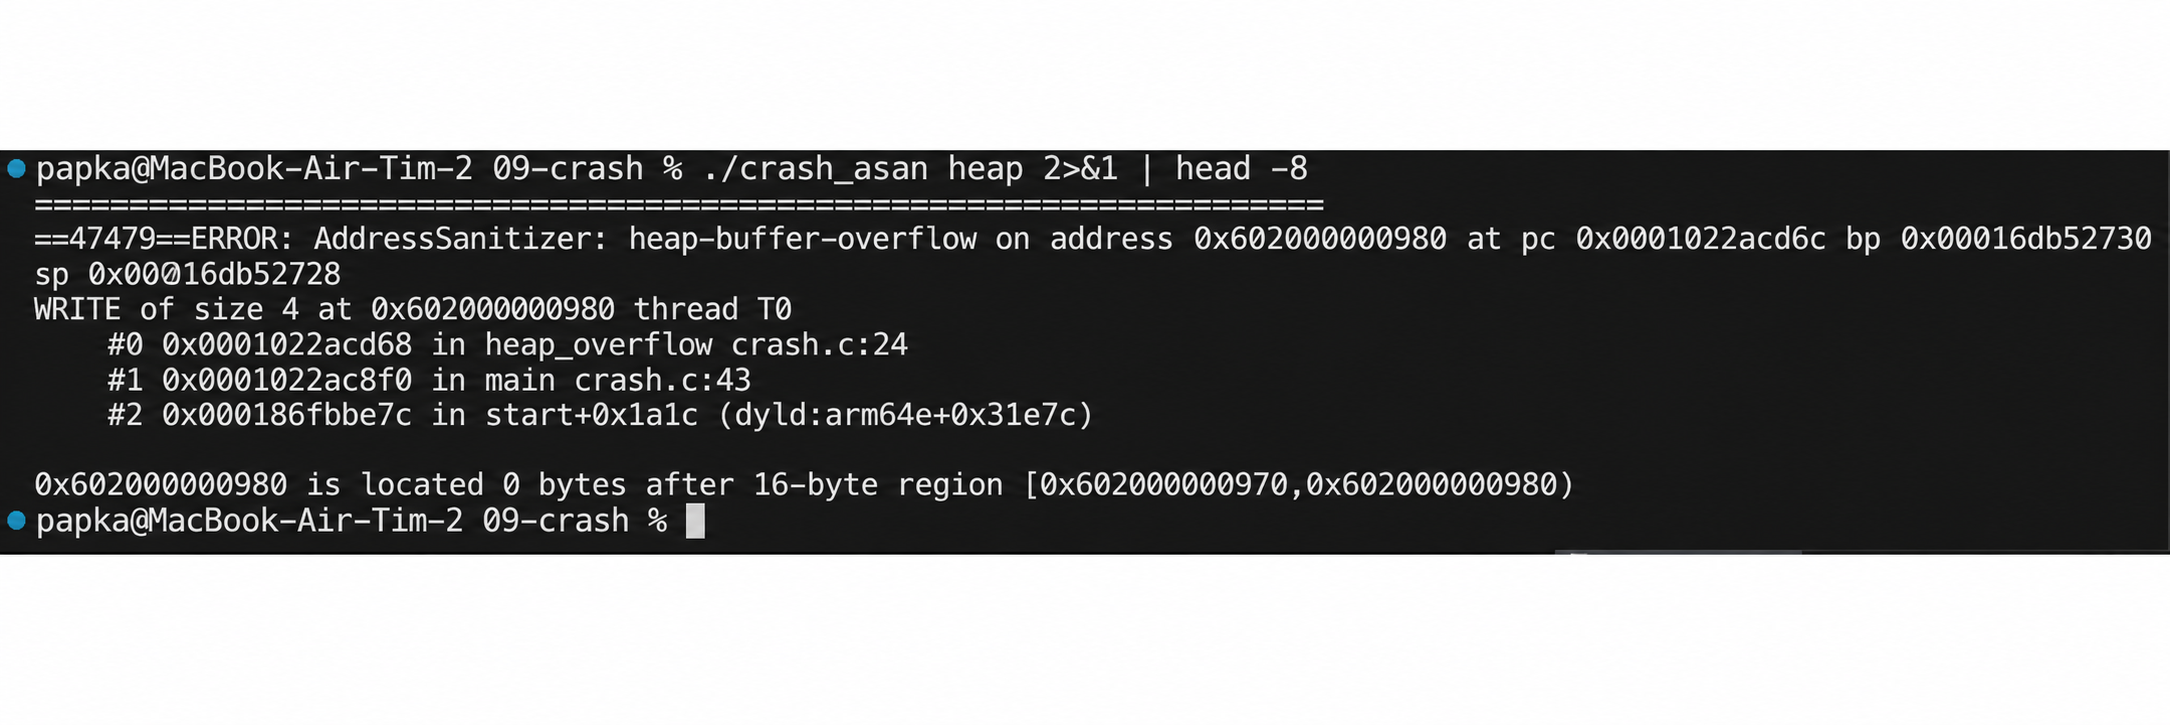 papka@MacBook-Air-Tim-2 09-crash % ./crash_asan heap 2>&1 | head -8
=================================================================
==47479==ERROR: AddressSanitizer: heap-buffer-overflow on address 0x602000000980 at pc 0x0001022acd6c bp 0x00016db52730
sp 0x00016db52728
WRITE of size 4 at 0x602000000980 thread T0
    #0 0x0001022acd68 in heap_overflow crash.c:24
    #1 0x0001022ac8f0 in main crash.c:43
    #2 0x000186fbbe7c in start+0x1a1c (dyld:arm64e+0x31e7c)

0x602000000980 is located 0 bytes after 16-byte region [0x602000000970,0x602000000980)
papka@MacBook-Air-Tim-2 09-crash %